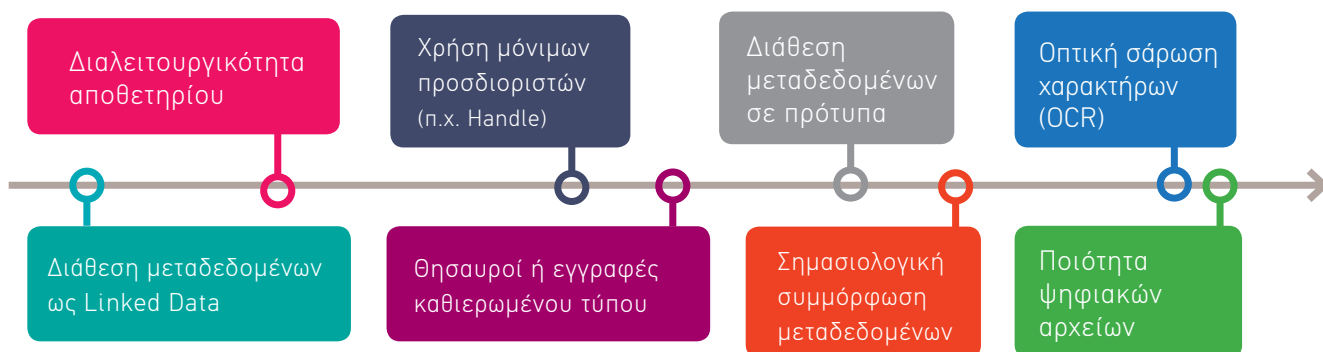 Διαλειτουργικότητα
αποθετηρίου
Χρήση μόνιμων
προσδιοριστών
(π.χ. Handle)
Διάθεση
μεταδεδομένων
σε πρότυπα
Οπτική σάρωση
χαρακτήρων
(OCR)
Διάθεση μεταδεδομένων
ως Linked Data
Θησαυροί ή εγγραφές
καθιερωμένου τύπου
Σημασιολογική
συμμόρφωση
μεταδεδομένων
Ποιότητα
ψηφιακών
αρχείων